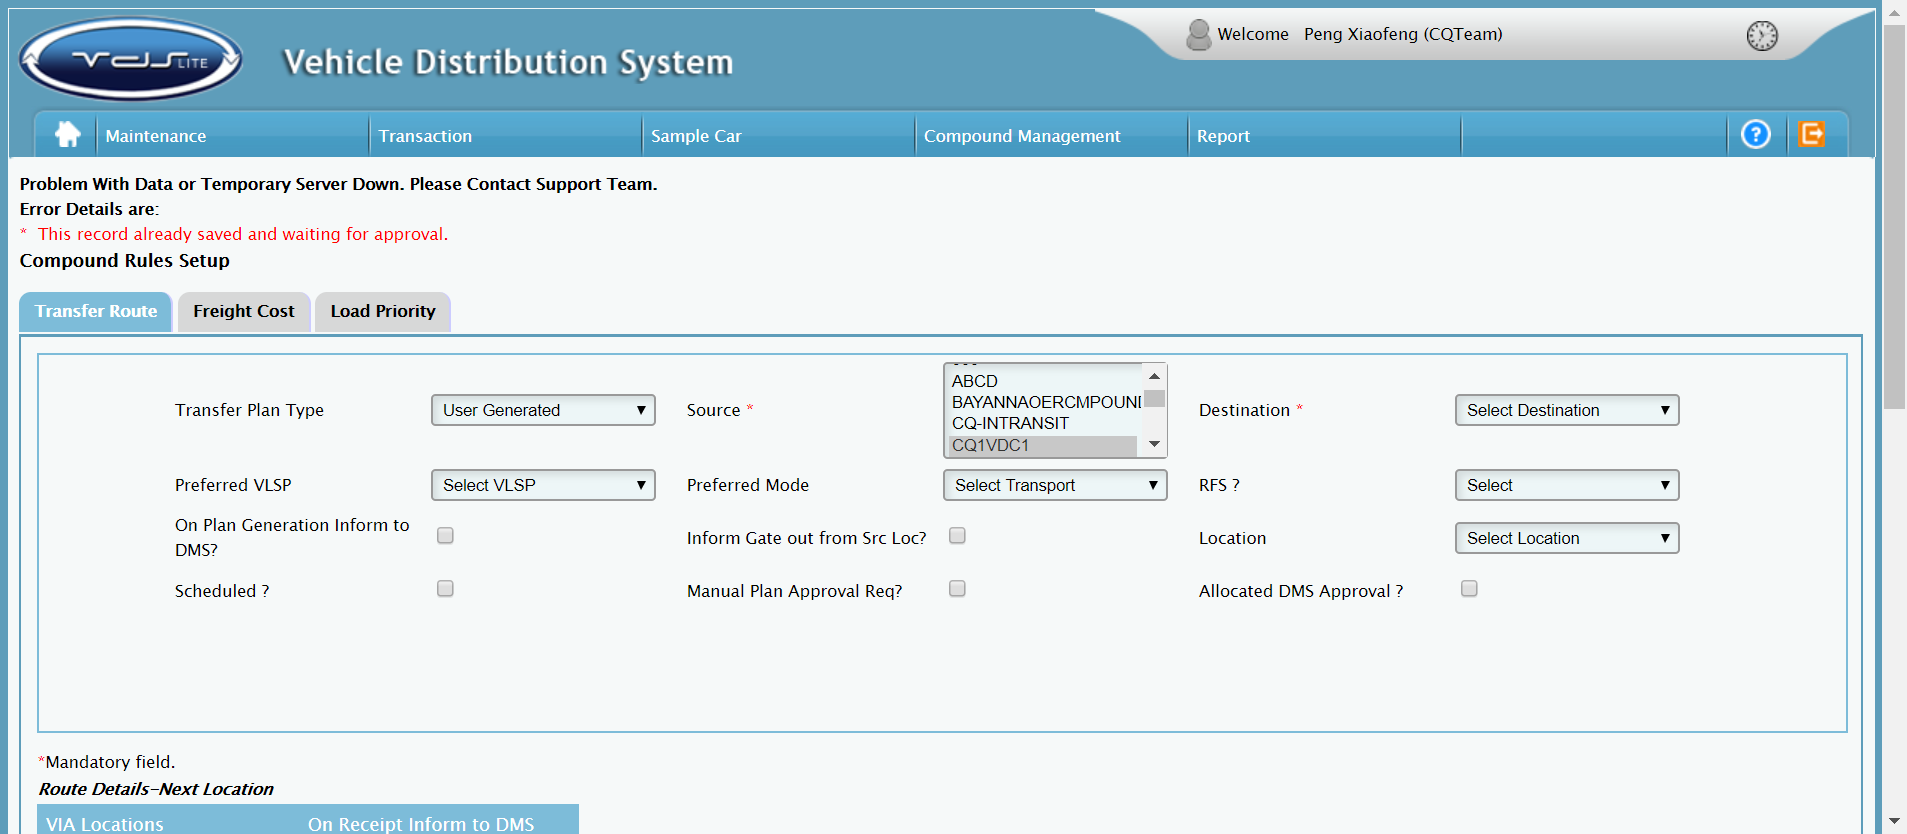 VDS LITE
Vehicle Distribution System
Welcome Peng Xiaofeng (CQTeam)
Maintenance
Transaction
Sample Car
Compound Management
Report
?
Problem With Data or Temporary Server Down. Please Contact Support Team.
Error Details are:
* This record already saved and waiting for approval.
Compound Rules Setup
Transfer Route
Freight Cost
Load Priority
Transfer Plan Type
User Generated
Source *
ABCD
BAYANNAOERCMPOUN
CQ-INTRANSIT
CQ1VDC1
Destination *
Select Destination
Preferred VLSP
Select VLSP
Preferred Mode
Select Transport
RFS ?
Select
On Plan Generation Inform to
DMS?
Inform Gate out from Src Loc?
Location
Select Location
Scheduled ?
Manual Plan Approval Req?
Allocated DMS Approval ?
*Mandatory field.
Route Details-Next Location
VIA Locations
On Receipt Inform to DMS